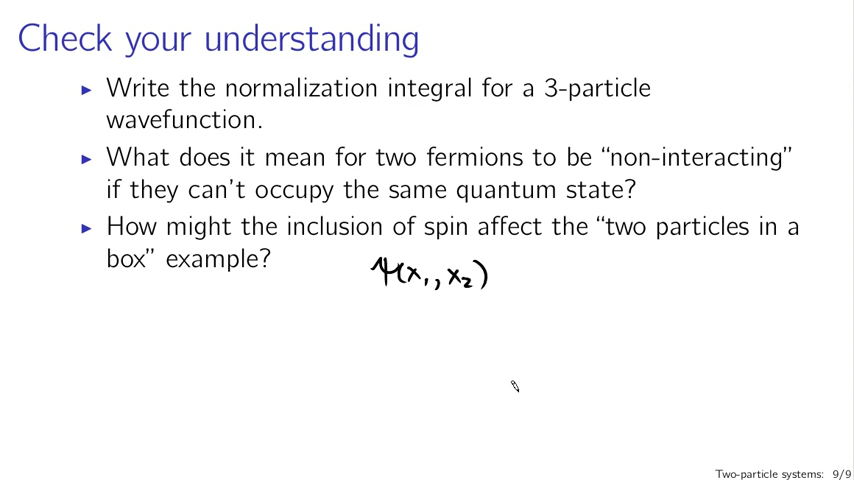 Check your understanding
▶ Write the normalization integral for a 3-particle
wavefunction.
▶ What does it mean for two fermions to be “non-interacting”
if they can’t occupy the same quantum state?
▶ How might the inclusion of spin affect the “two particles in a
box” example?
Ψ(x₁, x₂)
Two-particle systems: 9/9